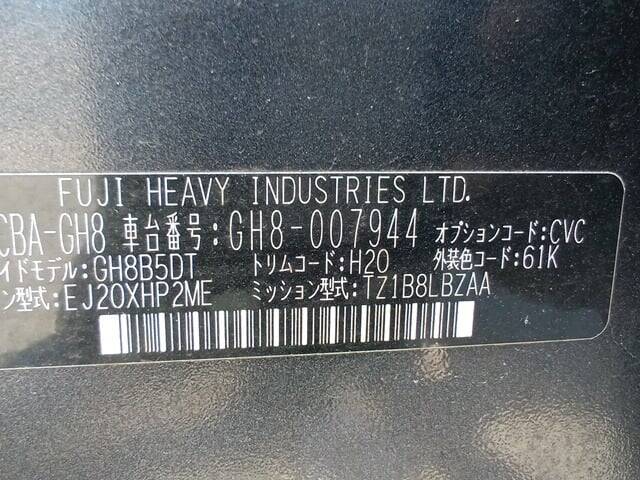 FUJI HEAVY INDUSTRIES LTD.
CBA-GH8 車台番号:GH8-007944 オプションコード:CVC
イドモデル:GH8B5DT トリムコード:H20 外装色コード:61K
ン型式:EJ20XHP2ME ミッション型式:TZ1B8LBZAA